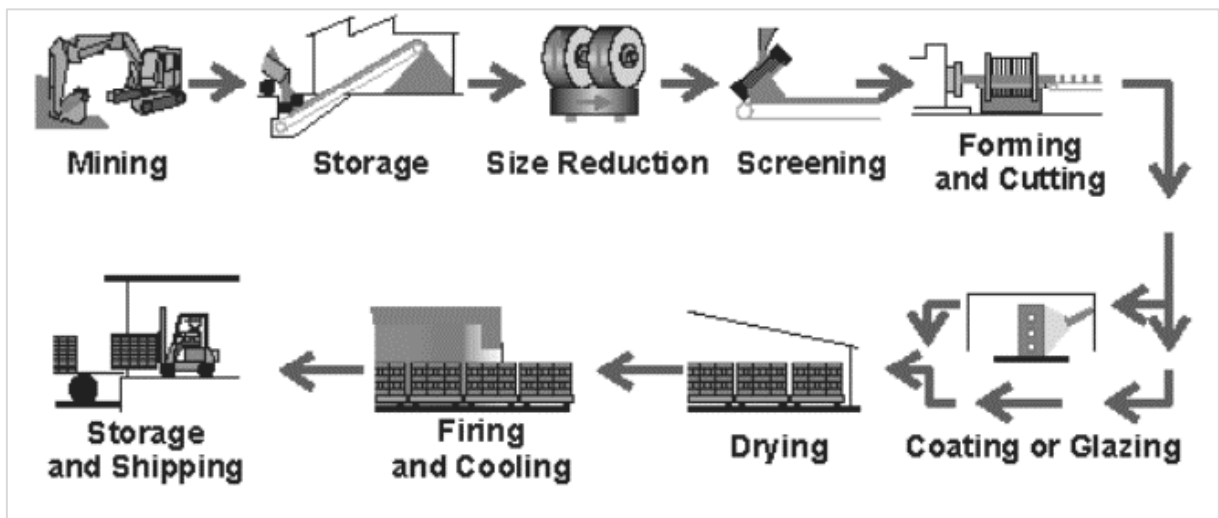 Mining
Storage
Size Reduction
Screening
Forming
and Cutting
Storage
and Shipping
Firing
and Cooling
Drying
Coating or Glazing